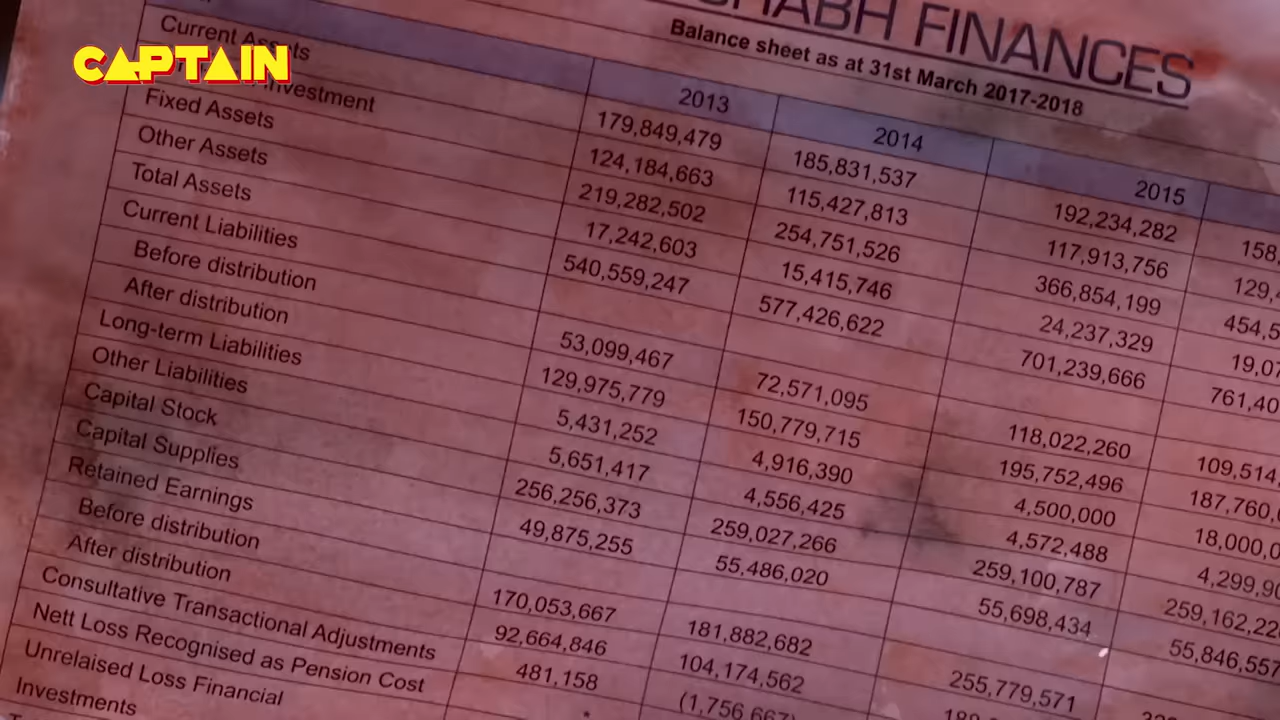 CAPTAIN
FINANCES
Balance sheet as at 31st March 2017-2018
2013 2014 2015
Current Assets 179,849,479 185,831,537 192,234,282
Investment 124,184,663 115,427,813 117,913,756
Fixed Assets 219,282,502 254,751,526 366,854,199
Other Assets 17,242,603 15,415,746 24,237,329
Total Assets 540,559,247 577,426,622 701,239,666
Current Liabilities
Before distribution 53,099,467 72,571,095 118,022,260
After distribution 129,975,779 150,779,715 195,752,496
Long-term Liabilities 5,431,252 4,916,390 4,500,000
Other Liabilities 5,651,417 4,556,425 4,572,488
Capital Stock 256,256,373 259,027,266 259,100,787
Capital Supplies 49,875,255 55,486,020 55,698,434 55,846,557
Retained Earnings
Before distribution 170,053,667 181,882,682 255,779,571
After distribution 92,664,846 104,174,562
Consultative Transactional Adjustments 481,158 (1,756,667)
Nett Loss Recognised as Pension Cost *
Unrelaised Loss Financial
Investments